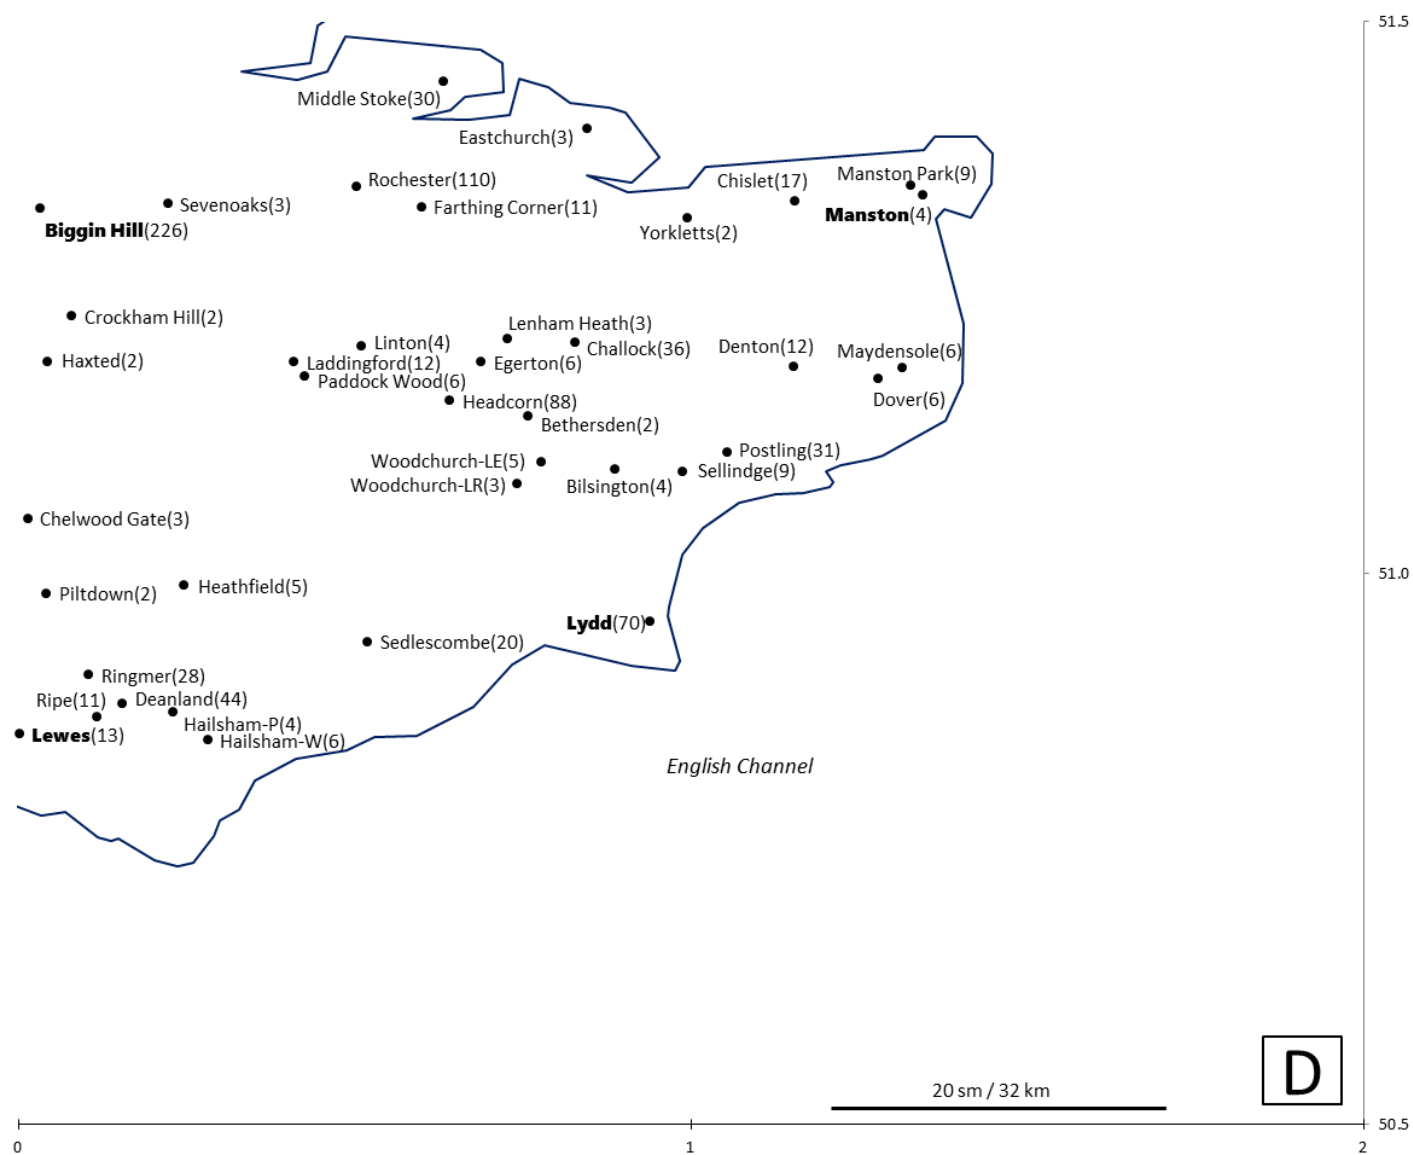 51.5
Middle Stoke(30)
Eastchurch(3)
Manston Park(9)
Rochester(110)
Chislet(17)
Sevenoaks(3)
Farthing Corner(11)
Manston(4)
Biggin Hill(226)
Yorkletts(2)
Crockham Hill(2)
Lenham Heath(3)
Linton(4)
Challock(36)
Denton(12)
Maydensole(6)
Haxted(2)
Laddingford(12)
Egerton(6)
Paddock Wood(6)
Headcorn(88)
Dover(6)
Bethersden(2)
Postling(31)
Woodchurch-LE(5)
Sellindge(9)
Woodchurch-LR(3)
Bilsington(4)
Chelwood Gate(3)
51.0
Heathfield(5)
Piltdown(2)
Lydd(70)
Sedlescombe(20)
Ringmer(28)
Ripe(11)
Deanland(44)
Hailsham-P(4)
Lewes(13)
Hailsham-W(6)
English Channel
D
20 sm / 32 km
50.5
0
1
2